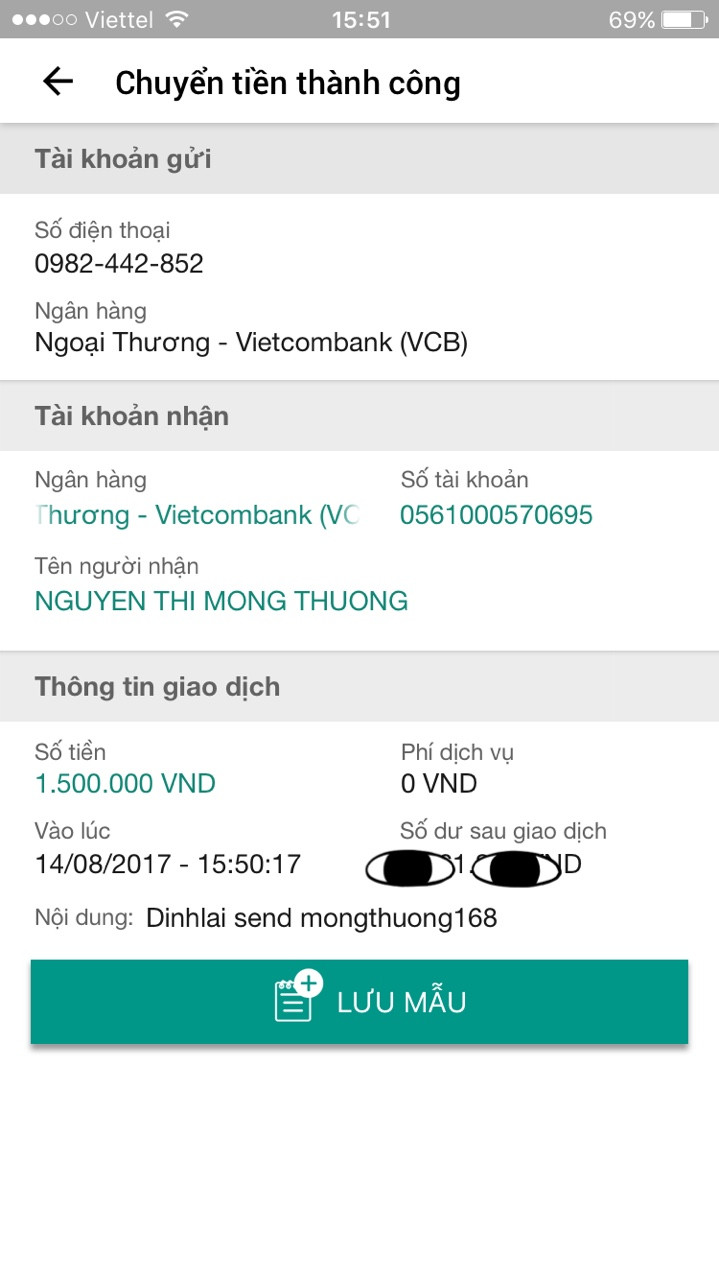 Viettel 15:51 69%
Chuyển tiền thành công
Tài khoản gửi
Số điện thoại
0982-442-852
Ngân hàng
Ngoại Thương - Vietcombank (VCB)
Tài khoản nhận
Ngân hàng Số tài khoản
Thương - Vietcombank (VC 0561000570695
Tên người nhận
NGUYEN THI MONG THUONG
Thông tin giao dịch
Số tiền Phí dịch vụ
1.500.000 VND 0 VND
Vào lúc Số dư sau giao dịch
14/08/2017 - 15:50:17
Nội dung: Dinhlai send mongthuong168
LƯU MẪU